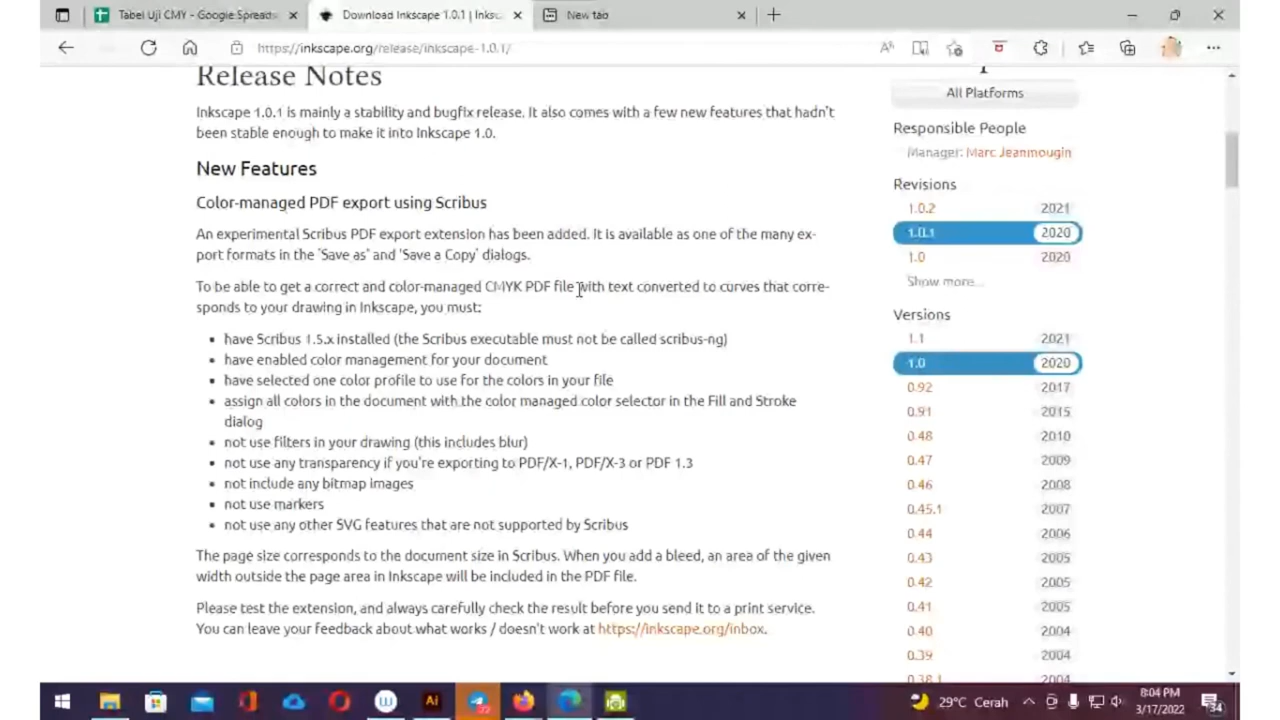 Tabel Uji CMY - Google Spreads
Download Inkscape 1.0.1 | Inksc
New tab
https://inkscape.org/release/inkscape-1.0.1/
Release Notes
Inkscape 1.0.1 is mainly a stability and bugfix release. It also comes with a few new features that hadn't
been stable enough to make it into Inkscape 1.0.
New Features
Color-managed PDF export using Scribus
An experimental Scribus PDF export extension has been added. It is available as one of the many ex-
port formats in the 'Save as' and 'Save a Copy' dialogs.
To be able to get a correct and color-managed CMYK PDF file with text converted to curves that corre-
sponds to your drawing in Inkscape, you must:
• have Scribus 1.5.x installed (the Scribus executable must not be called scribus-ng)
• have enabled color management for your document
• have selected one color profile to use for the colors in your file
• assign all colors in the document with the color managed color selector in the Fill and Stroke
dialog
• not use filters in your drawing (this includes blur)
• not use any transparency if you're exporting to PDF/X-1, PDF/X-3 or PDF 1.3
• not include any bitmap images
• not use markers
• not use any other SVG features that are not supported by Scribus
The page size corresponds to the document size in Scribus. When you add a bleed, an area of the given
width outside the page area in Inkscape will be included in the PDF file.
Please test the extension, and always carefully check the result before you send it to a print service.
You can leave your feedback about what works / doesn't work at https://inkscape.org/inbox.
All Platforms
Responsible People
Manager: Marc Jeanmougin
Revisions
1.0.2 2021
1.0.1 2020
1.0 2020
Show more...
Versions
1.1 2021
1.0 2020
0.92 2017
0.91 2015
0.48 2010
0.47 2009
0.46 2008
0.45.1 2007
0.44 2006
0.43 2005
0.42 2005
0.41 2005
0.40 2004
0.39 2004
0.38.1 2004
Ai
29°C Cerah
8:04 PM
3/17/2022
34